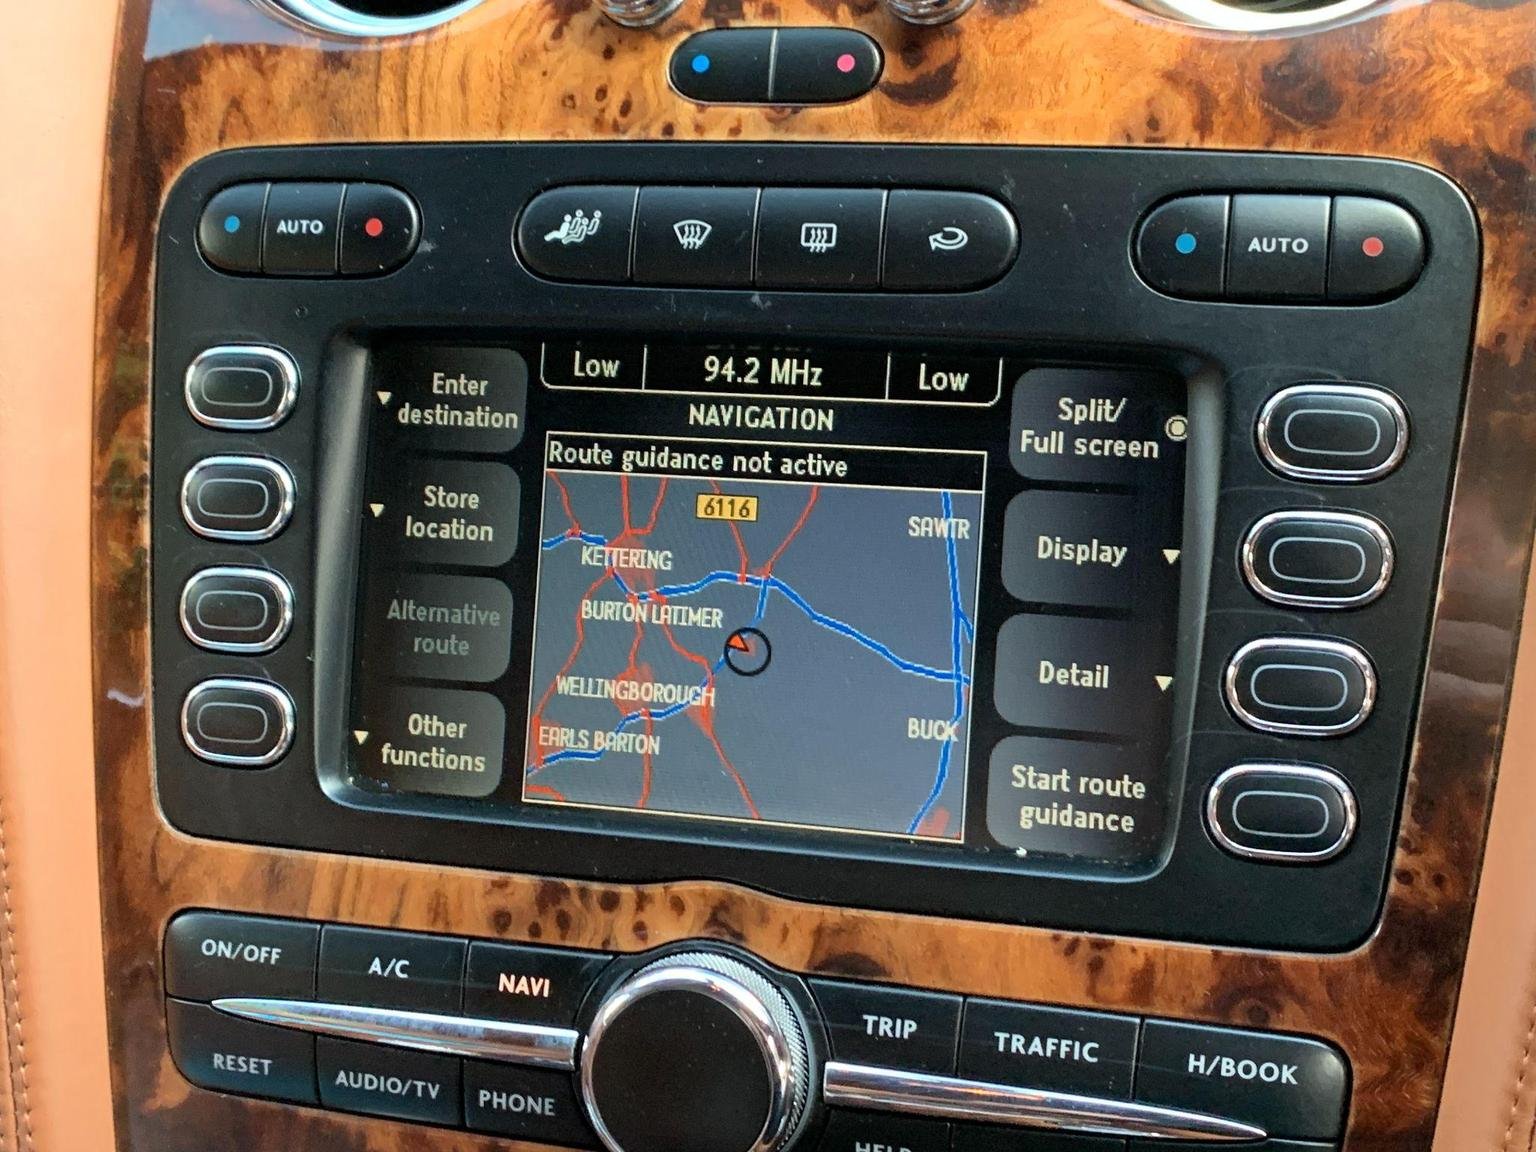 AUTO
AUTO
Low
94.2 MHz
Low
NAVIGATION
Route guidance not active
Enter
destination
Store
location
Alternative
route
Other
functions
6116
SAWTR
KETTERING
BURTON LATIMER
WELLINGBOROUGH
EARLS BARTON
BUCK
Split/
Full screen
Display
Detail
Start route
guidance
ON/OFF
A/C
NAVI
TRIP
TRAFFIC
H/BOOK
RESET
AUDIO/TV
PHONE